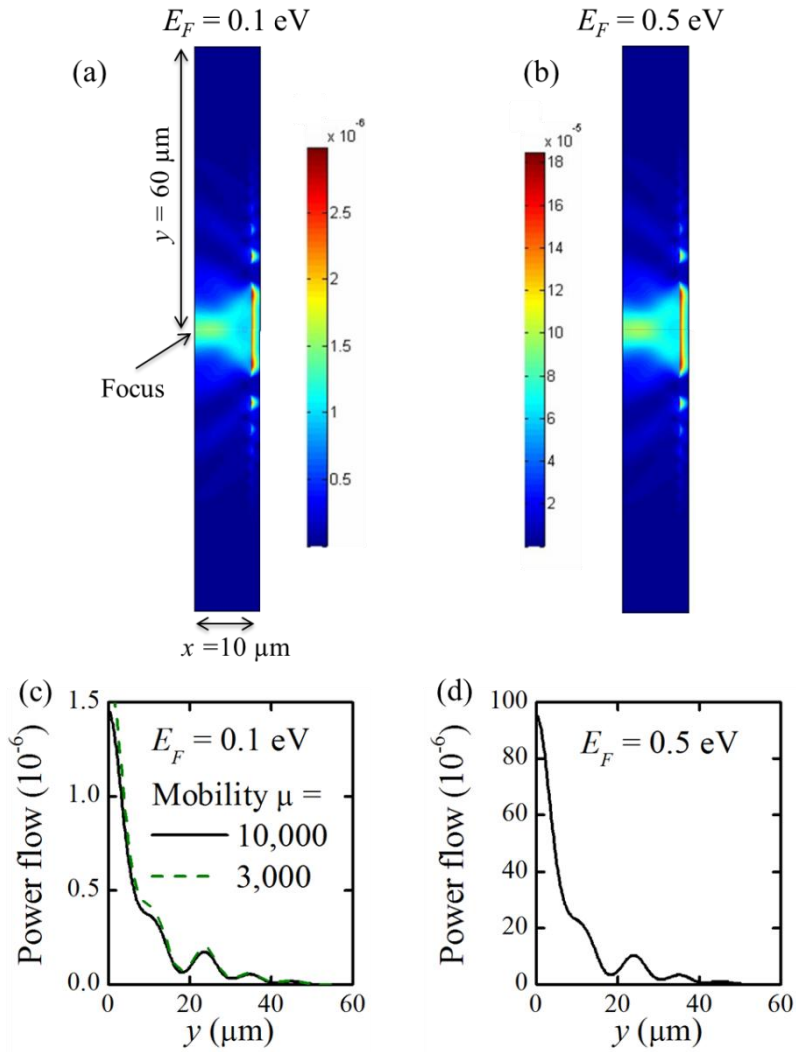 E_F = 0.1 eV
E_F = 0.5 eV
(a)
(b)
y = 60 µm
x 10^-6
2.5
2
1.5
1
0.5
x 10^-5
18
16
14
12
10
8
6
4
2
Focus
x =10 µm
(c)
1.5
1.0
0.5
0.0
Power flow (10^-6)
E_F = 0.1 eV
Mobility µ =
10,000
3,000
0 20 40 60
y (µm)
(d)
100
80
60
40
20
0
Power flow (10^-6)
E_F = 0.5 eV
0 20 40 60
y (µm)